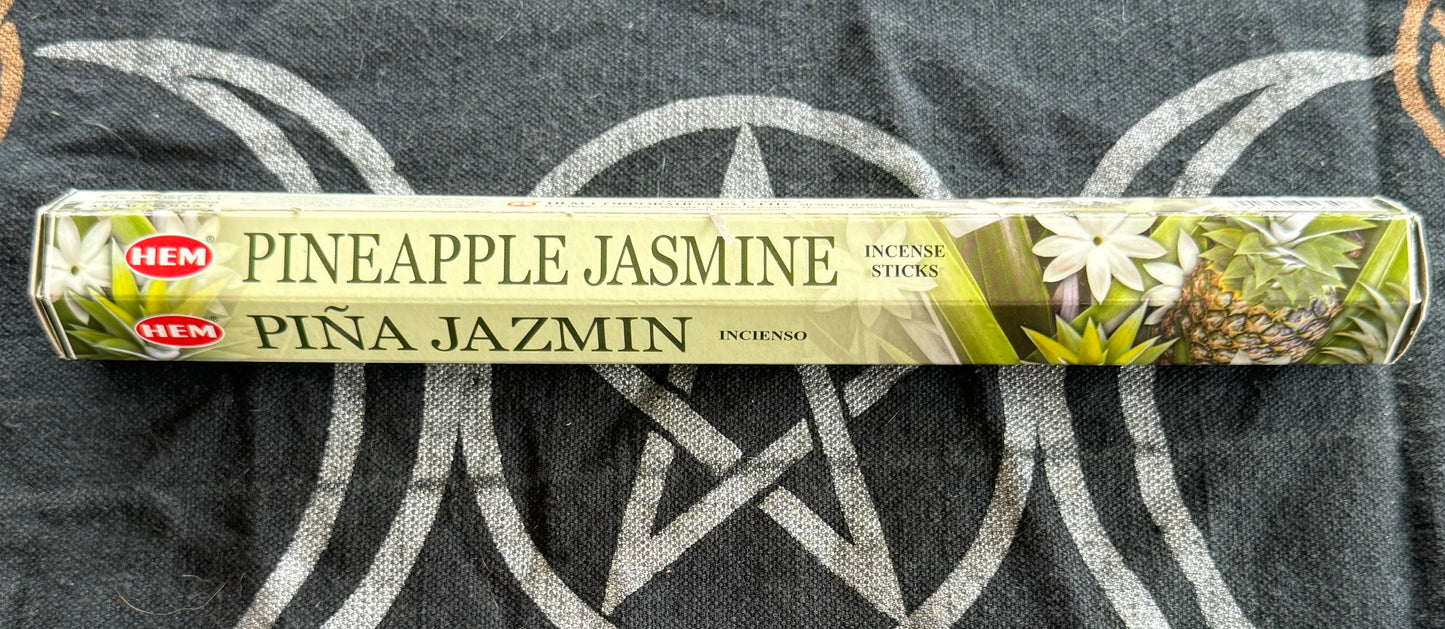 HEM
PINEAPPLE JASMINE
INCENSE
STICKS
HEM
PIÑA JAZMIN
INCIENSO